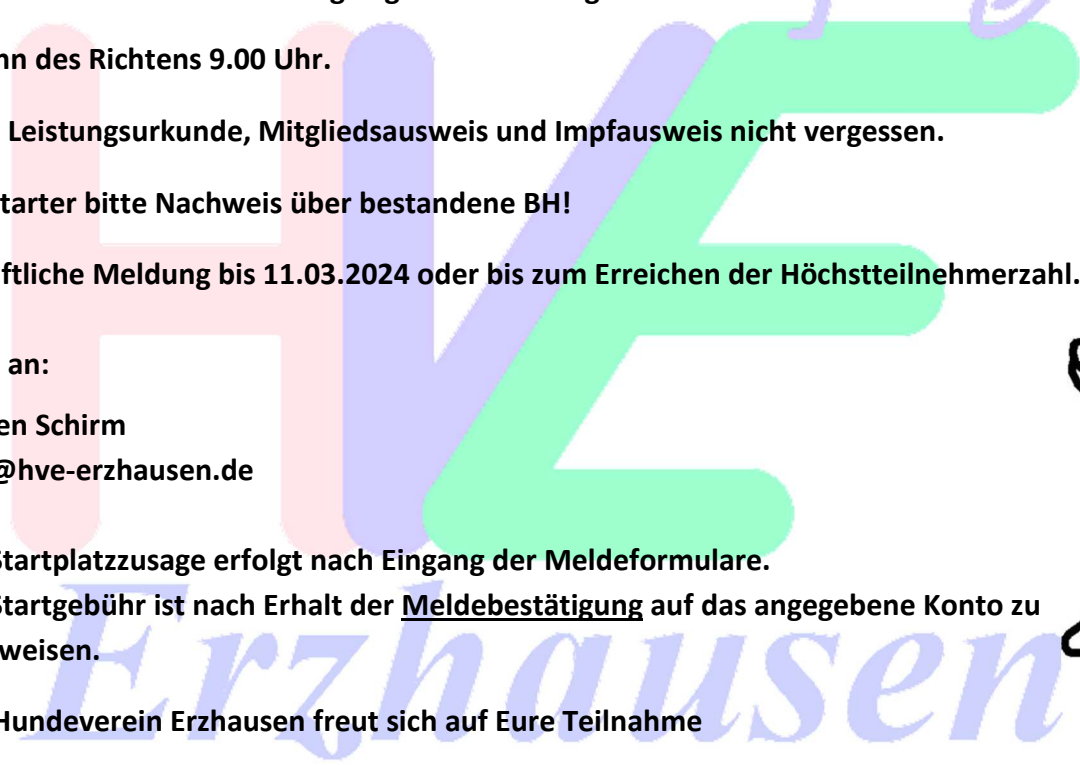 nn des Richtens 9.00 Uhr.
Leistungsurkunde, Mitgliedsausweis und Impfausweis nicht vergessen.
tarter bitte Nachweis über bestandene BH!
ftliche Meldung bis 11.03.2024 oder bis zum Erreichen der Höchstteilnehmerzahl.
an:
en Schirm
@hve-erzhausen.de
Startplatzzusage erfolgt nach Eingang der Meldeformulare.
Startgebühr ist nach Erhalt der Meldebestätigung auf das angegebene Konto zu
weisen.
Hundeverein Erzhausen freut sich auf Eure Teilnahme
HVE
Erzhausen